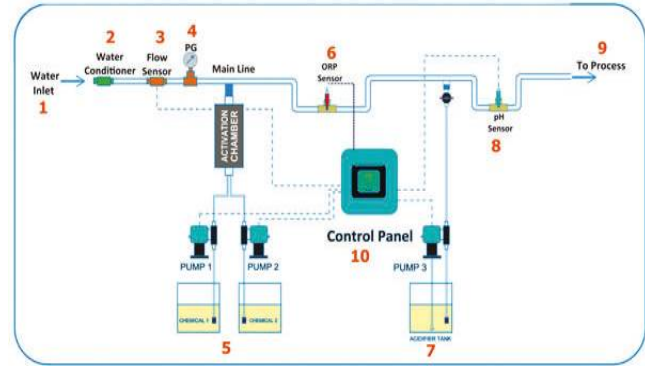 4
PG
2
Water
Conditioner
3
Flow
Sensor
Main Line
6
ORP
Sensor
9
To Process
Water
Inlet
1
pH
Sensor
8
ACTIVATION
CHAMBER
Control Panel
10
PUMP 1
PUMP 2
PUMP 3
CHEMICAL 1
CHEMICAL 2
5
ACIDIFIER TANK
7